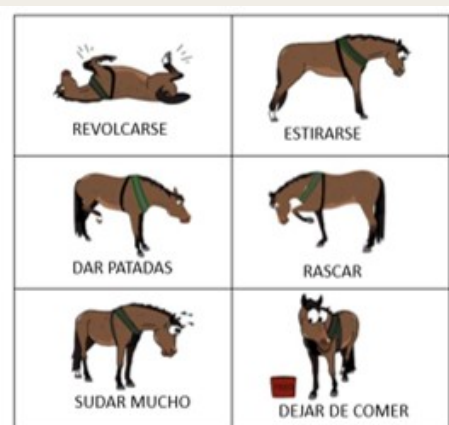 REVOLCARSE
ESTIRARSE
DAR PATADAS
RASCAR
SUDAR MUCHO
DEJAR DE COMER